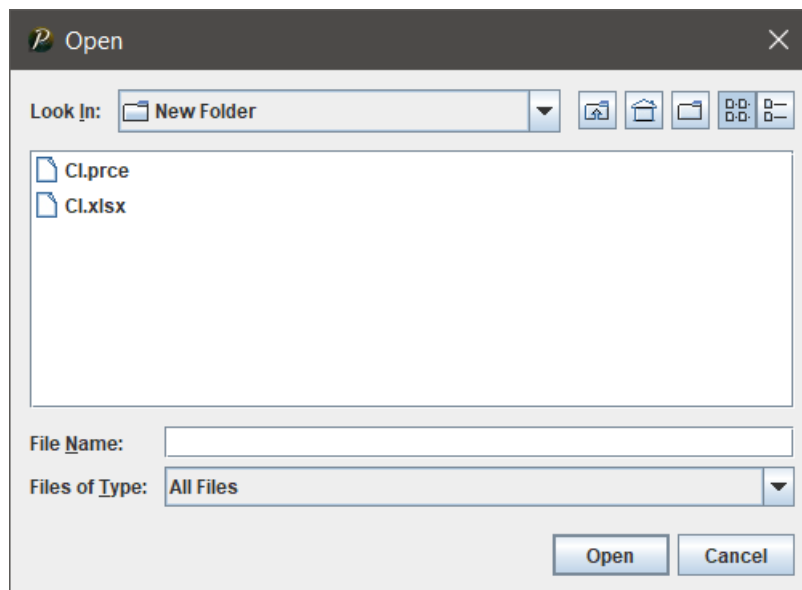 Open
Look In: New Folder
Cl.prce
Cl.xlsx
File Name:
Files of Type: All Files
Open Cancel